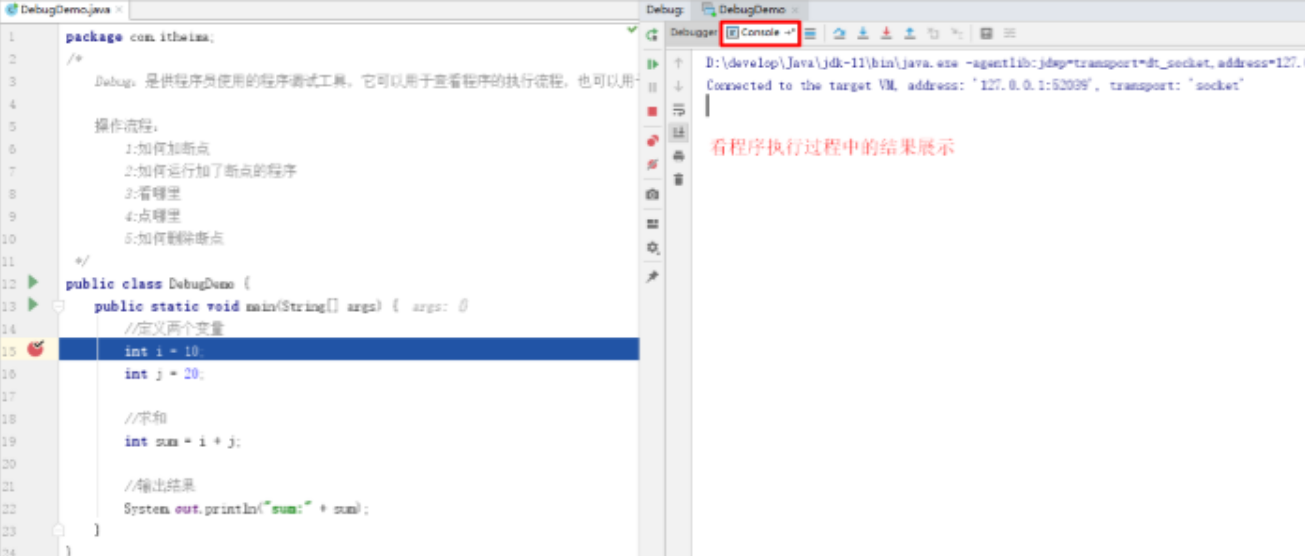 DebugDemo.java ×
1 package com.itheima;
2 /*
3 Debug: 是供程序员使用的程序调试工具,它可以用于查看程序的执行流程,也可以用
4
5 操作流程:
6 1:如何加断点
7 2:如何运行加了断点的程序
8 3:看哪里
9 4:点哪里
10 5:如何删除断点
11 */
12 public class DebugDemo {
13 public static void main(String[] args) { args: {}
14 //定义两个变量
15 int i = 10;
16 int j = 20;
17
18 //求和
19 int sum = i + j;
20
21 //输出结果
22 System.out.println("sum:" + sum);
23 }
24 }
Debug: DebugDemo ×
Debugger Console
D:\develop\Java\jdk-11\bin\java.exe -agentlib:jdwp=transport=dt_socket,address=127.
Connected to the target VM, address: '127.0.0.1:52039', transport: 'socket'
看程序执行过程中的结果展示